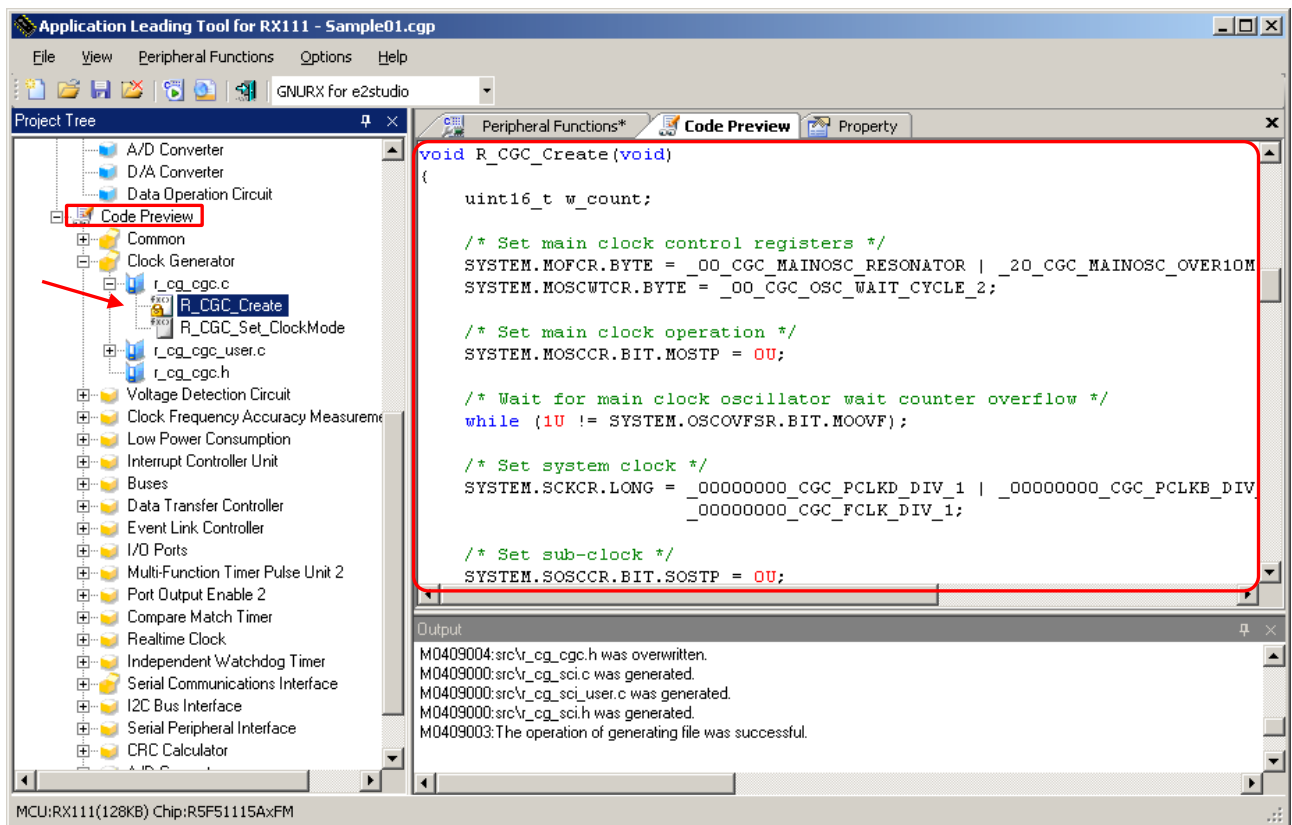 Application Leading Tool for RX111 - Sample01.cgp
File View Peripheral Functions Options Help
GNURX for e2studio
Project Tree
A/D Converter
D/A Converter
Data Operation Circuit
Code Preview
Common
Clock Generator
r_cg_cgc.c
R_CGC_Create
R_CGC_Set_ClockMode
r_cg_cgc_user.c
r_cg_cgc.h
Voltage Detection Circuit
Clock Frequency Accuracy Measureme
Low Power Consumption
Interrupt Controller Unit
Buses
Data Transfer Controller
Event Link Controller
I/O Ports
Multi-Function Timer Pulse Unit 2
Port Output Enable 2
Compare Match Timer
Realtime Clock
Independent Watchdog Timer
Serial Communications Interface
I2C Bus Interface
Serial Peripheral Interface
CRC Calculator
Peripheral Functions* Code Preview Property
void R_CGC_Create(void)
{
uint16_t w_count;
/* Set main clock control registers */
SYSTEM.MOFCR.BYTE = _00_CGC_MAINOSC_RESONATOR | _20_CGC_MAINOSC_OVER10M
SYSTEM.MOSCWTCR.BYTE = _00_CGC_OSC_WAIT_CYCLE_2;
/* Set main clock operation */
SYSTEM.MOSCCR.BIT.MOSTP = 0U;
/* Wait for main clock oscillator wait counter overflow */
while (1U != SYSTEM.OSCOVFSR.BIT.MOOVF);
/* Set system clock */
SYSTEM.SCKCR.LONG = _00000000_CGC_PCLKD_DIV_1 | _00000000_CGC_PCLKB_DIV_
_00000000_CGC_FCLK_DIV_1;
/* Set sub-clock */
SYSTEM.SOSCCR.BIT.SOSTP = 0U;
Output
M0409004:src\r_cg_cgc.h was overwritten.
M0409000:src\r_cg_sci.c was generated.
M0409000:src\r_cg_sci_user.c was generated.
M0409000:src\r_cg_sci.h was generated.
M0409003:The operation of generating file was successful.
MCU:RX111(128KB) Chip:R5F51115AxFM